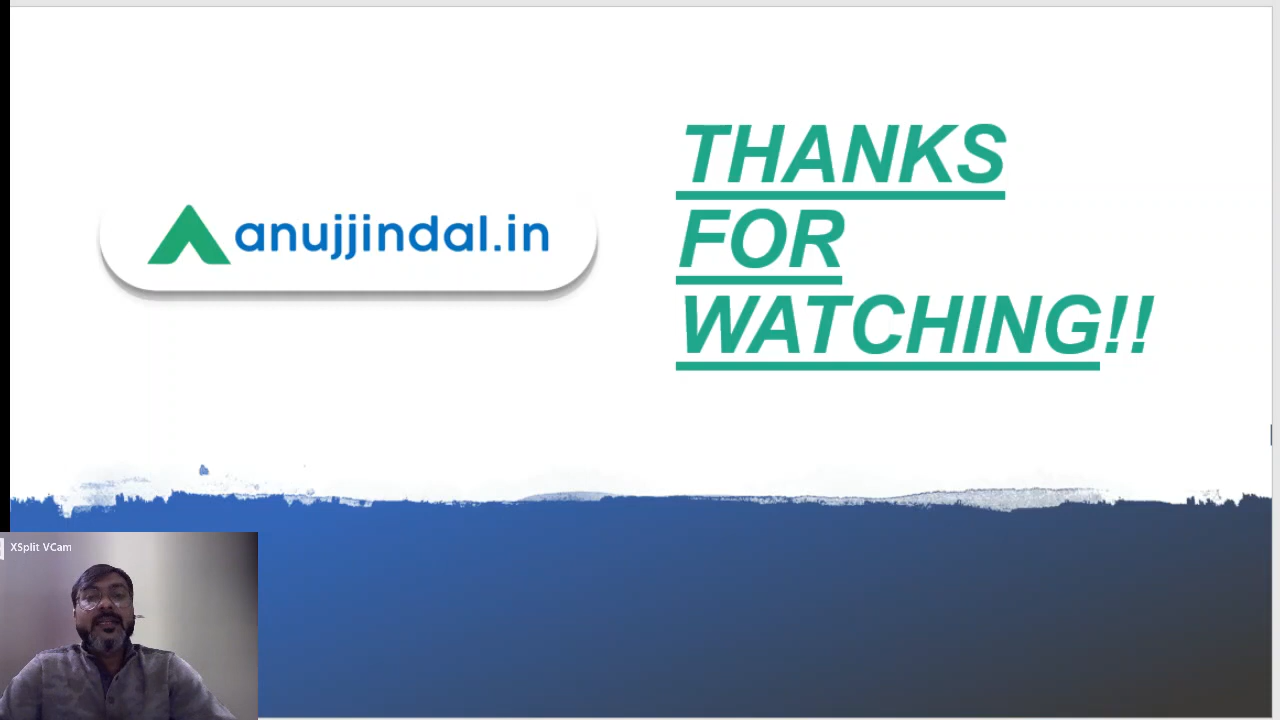 anujjindal.in
THANKS
FOR
WATCHING!!
XSplit VCam